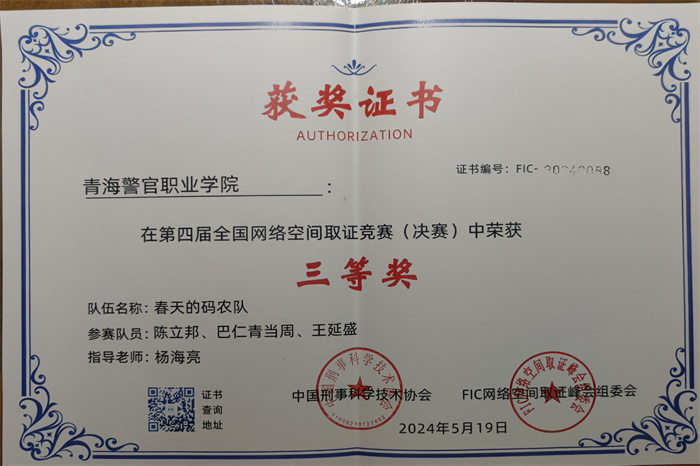 获奖证书
AUTHORIZATION
证书编号：FIC-
青海警官职业学院：
在第四届全国网络空间取证竞赛（决赛）中荣获
三等奖
队伍名称：春天的码农队
参赛队员：陈立邦、巴仁青当周、王延盛
指导老师：杨海亮
证书
查询
地址
中国刑事科学技术协会
FIC网络空间取证峰会组委会
2024年5月19日